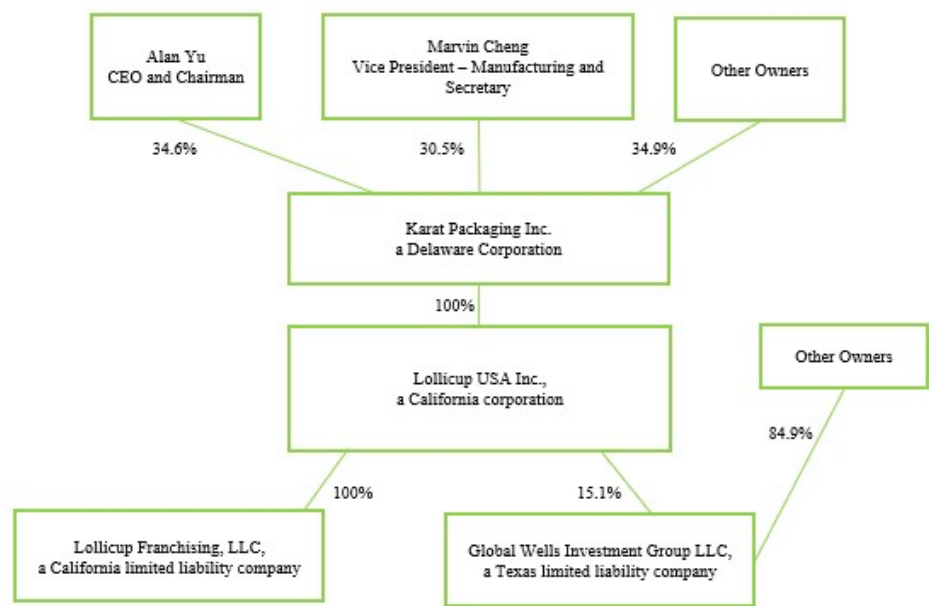 Alan Yu
CEO and Chairman
Marvin Cheng
Vice President – Manufacturing and
Secretary
Other Owners
34.6%
30.5%
34.9%
Karat Packaging Inc.
a Delaware Corporation
100%
Lollicup USA Inc.,
a California corporation
Other Owners
84.9%
100%
15.1%
Lollicup Franchising, LLC,
a California limited liability company
Global Wells Investment Group LLC,
a Texas limited liability company